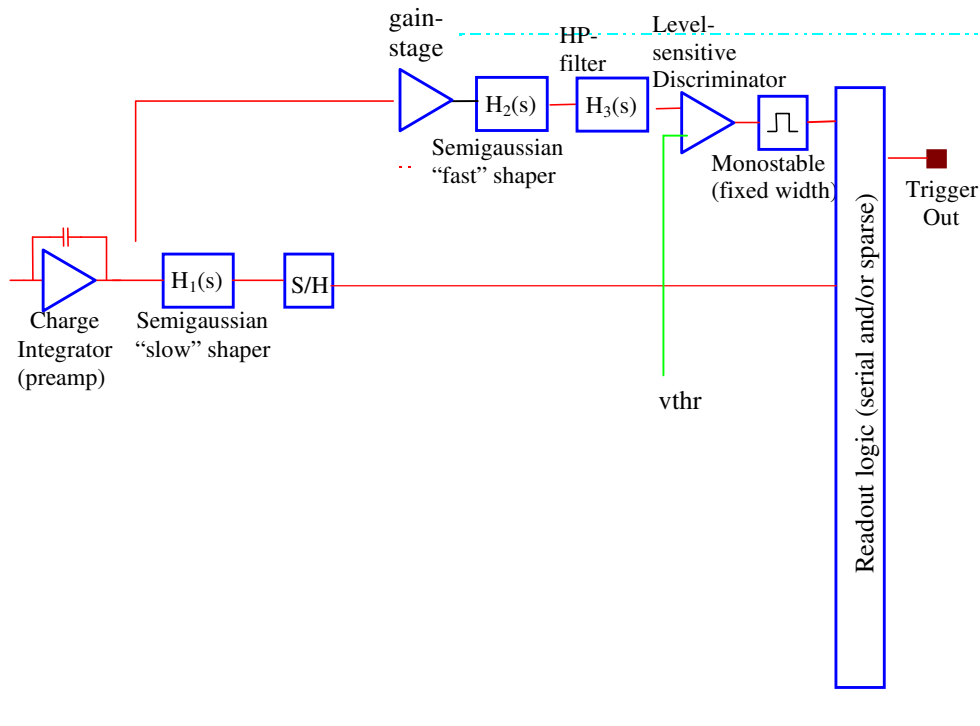 gain-
stage
HP-
filter
Level-
sensitive
Discriminator
H2(s)
H3(s)
Semigaussian
“fast” shaper
Monostable
(fixed width)
Trigger
Out
H1(s)
S/H
Charge
Integrator
(preamp)
Semigaussian
“slow” shaper
vthr
Readout logic (serial and/or sparse)